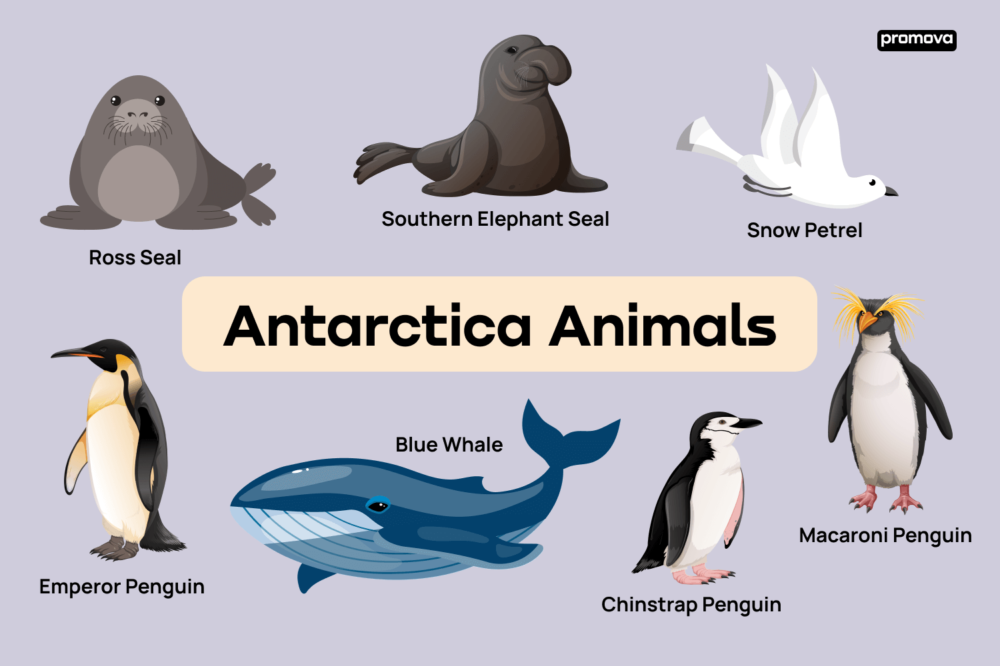 promova
Southern Elephant Seal
Snow Petrel
Ross Seal
Antarctica Animals
Blue Whale
Macaroni Penguin
Emperor Penguin
Chinstrap Penguin